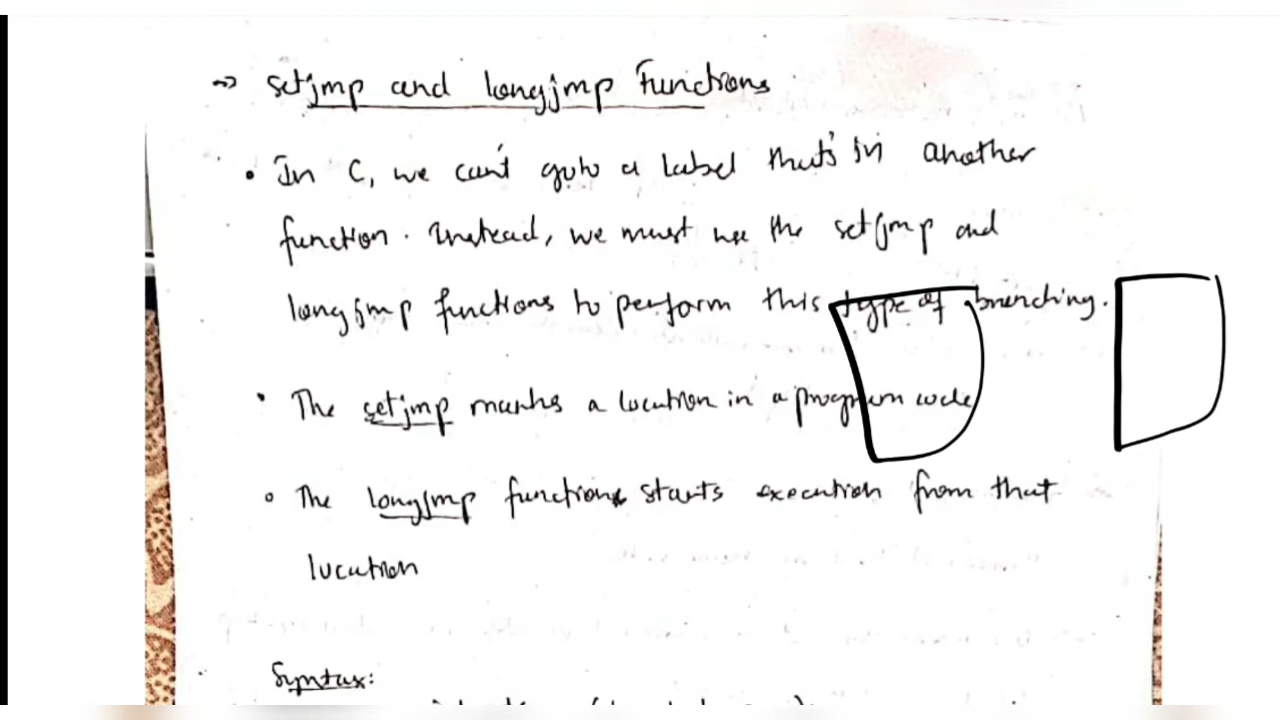 ⇒ setjmp and longjmp Functions
• In C, we can't goto a label that's in another
function. Instead, we must use the setjmp and
longjmp functions to perform this type of branching.
• The setjmp marks a location in a program code
• The longjmp function starts execution from that
location
Syntax: